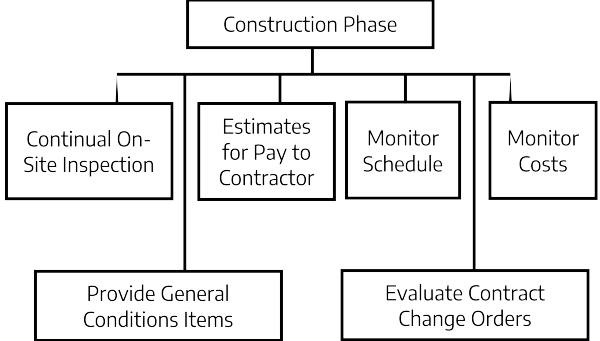 Construction Phase
Continual On-
Site Inspection
Estimates
for Pay to
Contractor
Monitor
Schedule
Monitor
Costs
Provide General
Conditions Items
Evaluate Contract
Change Orders